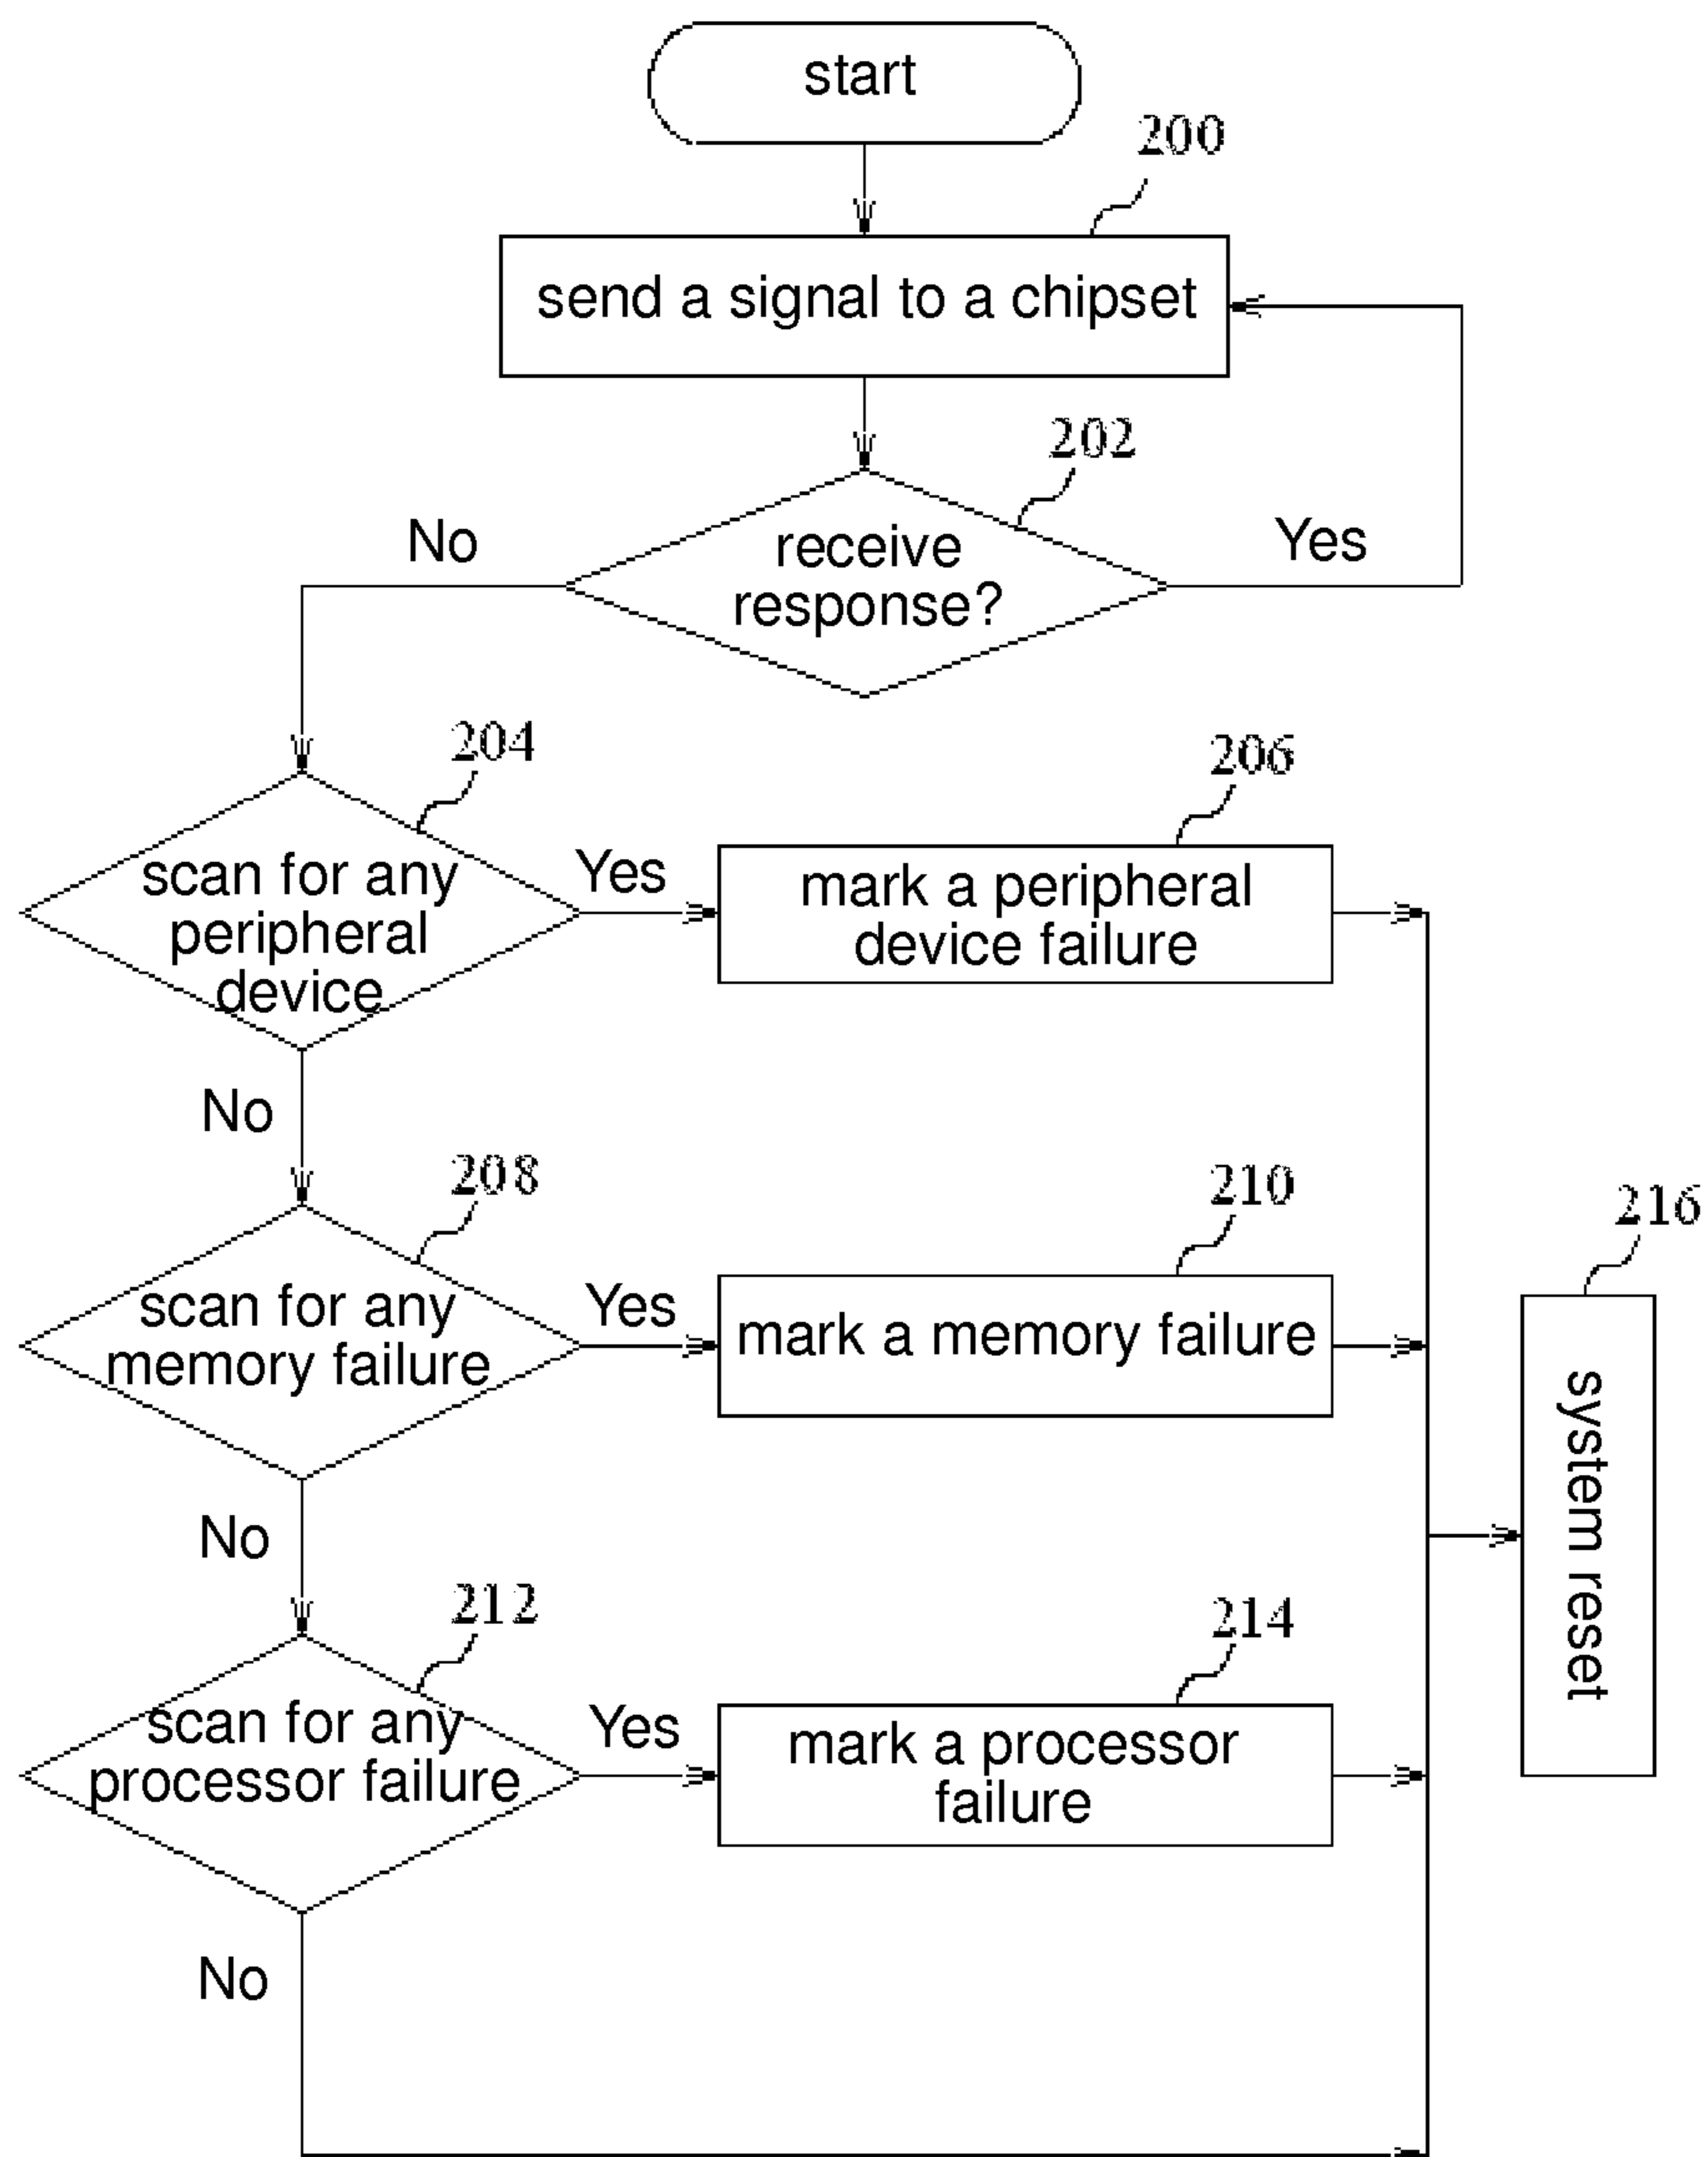 start
200
send a signal to a chipset
202
No
receive
response?
Yes
204
206
scan for any
peripheral
device
Yes
mark a peripheral
device failure
No
208
210
216
scan for any
memory failure
Yes
mark a memory failure
system reset
No
212
214
scan for any
processor failure
Yes
mark a processor
failure
No